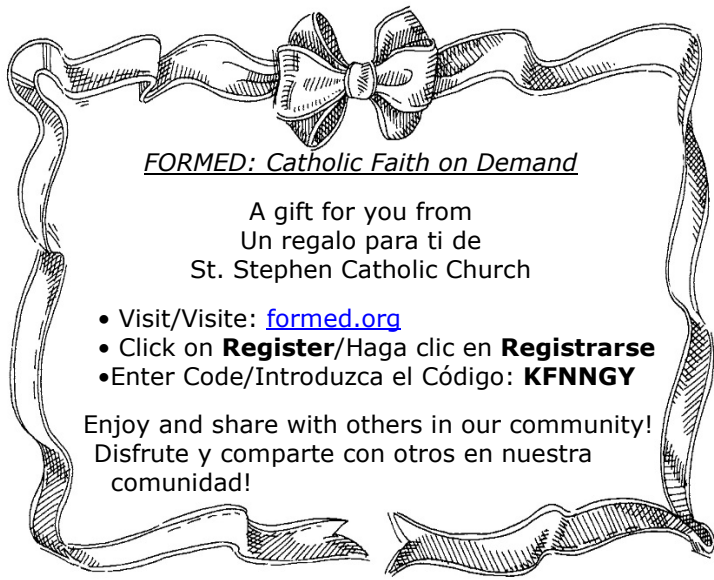 FORMED: Catholic Faith on Demand
A gift for you from
Un regalo para ti de
St. Stephen Catholic Church
• Visit/Visite: formed.org
• Click on Register/Haga clic en Registrarse
•Enter Code/Introduzca el Código: KFNNGY
Enjoy and share with others in our community!
Disfrute y comparte con otros en nuestra
comunidad!